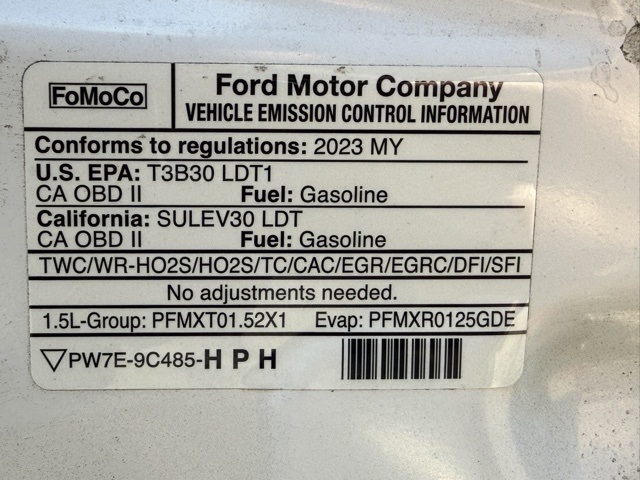 FoMoCo
Ford Motor Company
VEHICLE EMISSION CONTROL INFORMATION
Conforms to regulations: 2023 MY
U.S. EPA: T3B30 LDT1
CA OBD II Fuel: Gasoline
California: SULEV30 LDT
CA OBD II Fuel: Gasoline
TWC/WR-HO2S/HO2S/TC/CAC/EGR/EGRC/DFI/SFI
No adjustments needed.
1.5L-Group: PFMXT01.52X1 Evap: PFMXR0125GDE
PW7E-9C485-H P H